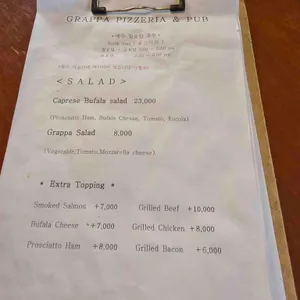 GRAPPA PIZZERIA & PUB
< SALAD >
Caprese Bufala salad 23,000
(Prosciutto Ham, Bufala Cheese, Tomato, Rucola)
Grappa Salad 8,000
(Vegetable,Tomato,Mozzarella cheese)
* Extra Topping *
Smoked Salmon +7,000 Grilled Beef +10,000
Bufala Cheese +7,000 Grilled Chicken +8,000
Prosciatto Ham +8,000 Grilled Bacon +6,000